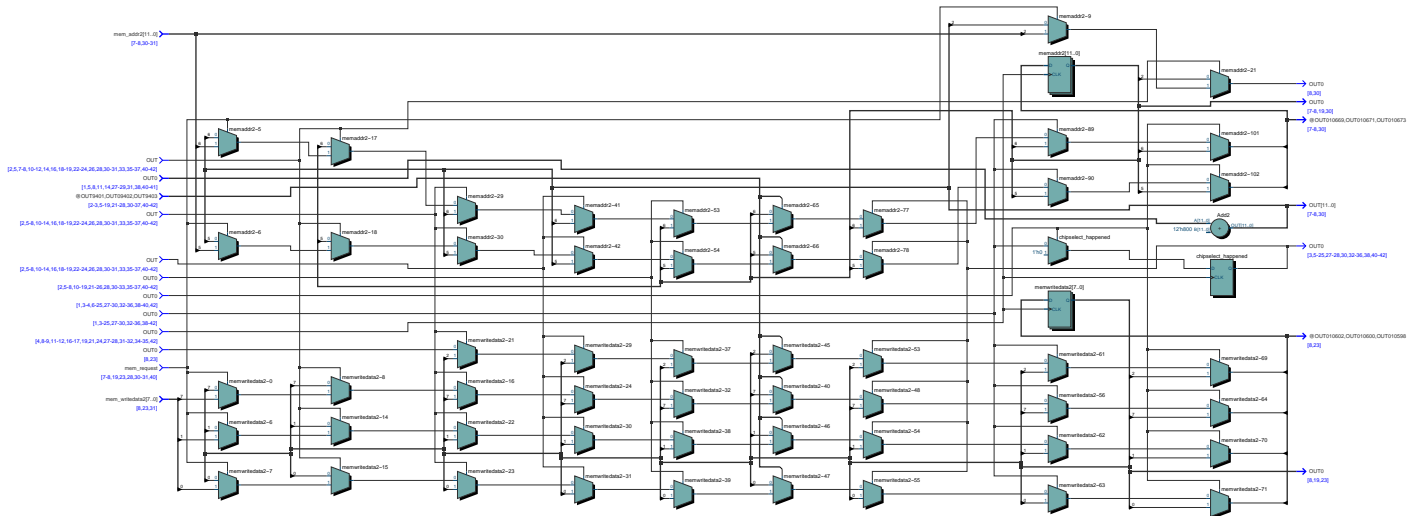 memaddr2~9
mem_addr2[11..0]
[7-8,30-31]
memaddr2[11..0]
memaddr2~21
OUT0
[8,30]
OUT0
[7-8,19,30]
@OUT010669,OUT010671,OUT010673
[7-8,30]
memaddr2~5
memaddr2~17
memaddr2~89
memaddr2~101
OUT
[2,5,7-8,10-12,14,16,18-19,22-24,26,28,30-31,33,35-37,40-42]
OUT0
[1,5,8,11,14,27-29,31,38,40-41]
@OUT9401,OUT09402,OUT9403
[2-3,5-19,21-28,30-37,40-42]
memaddr2~90
memaddr2~102
memaddr2~29
memaddr2~41
memaddr2~53
memaddr2~65
memaddr2~77
OUT[11..0]
[7-8,30]
OUT
[2,5-8,10-14,16,18-19,22-24,26,28,30-31,33,35-37,40-42]
Add2
A[11..0]
12'h800 B[11..0]
OUT[11..0]
memaddr2~6
memaddr2~18
memaddr2~30
memaddr2~42
memaddr2~54
memaddr2~66
memaddr2~78
chipselect_happened
1'h0
OUT0
[3,5-25,27-28,30,32-36,38,40-42]
chipselect_happened
OUT
[2,5-8,10-14,16,18-19,22-24,26,28,30-31,33,35-37,40-42]
OUT0
[2,5-8,10-19,21-26,28,30-31,33,35-37,40-42]
OUT0
[1,3-4,6-25,27-30,32-36,38-40,42]
memwritedata2[7..0]
OUT0
[1,3-25,27-30,32-36,38-42]
OUT0
[4,8-9,11-12,16-17,19,21,24,27-28,31-32,34-35,42]
@OUT010602,OUT010600,OUT010598
[8,23]
OUT0
[8,23]
memwritedata2~21
memwritedata2~29
memwritedata2~37
memwritedata2~45
memwritedata2~53
memwritedata2~61
memwritedata2~69
mem_request
[7-8,19,23,28,30-31,40]
memwritedata2~0
memwritedata2~8
memwritedata2~16
memwritedata2~24
memwritedata2~32
memwritedata2~40
memwritedata2~48
memwritedata2~56
memwritedata2~64
mem_writedata2[7..0]
[8,23,31]
memwritedata2~6
memwritedata2~14
memwritedata2~22
memwritedata2~30
memwritedata2~38
memwritedata2~46
memwritedata2~54
memwritedata2~62
memwritedata2~70
memwritedata2~7
memwritedata2~15
memwritedata2~23
memwritedata2~31
memwritedata2~39
memwritedata2~47
memwritedata2~55
memwritedata2~63
memwritedata2~71
OUT0
[8,19,23]